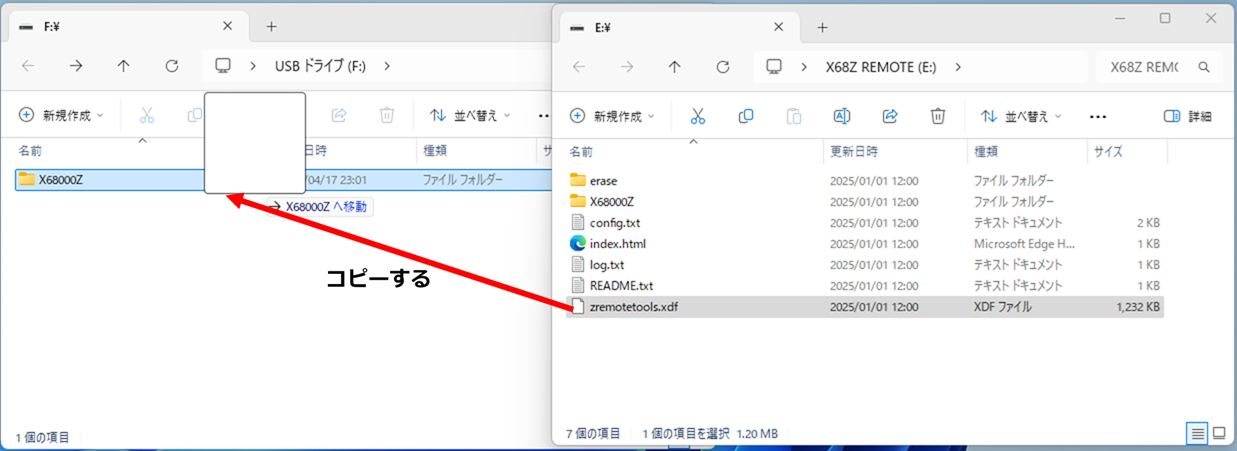 F:¥
USB ドライブ (F:)
新規作成
並べ替え
名前
日時
種類
サ
X68000Z
/04/17 23:01
ファイル フォルダー
X68000Z へ移動
コピーする
1 個の項目
E:¥
X68Z REMOTE (E:)
X68Z REMO
新規作成
並べ替え
詳細
名前
更新日時
種類
サイズ
erase 2025/01/01 12:00 ファイル フォルダー
X68000Z 2025/01/01 12:00 ファイル フォルダー
config.txt 2025/01/01 12:00 テキスト ドキュメント 2 KB
index.html 2025/01/01 12:00 Microsoft Edge H... 1 KB
log.txt 2025/01/01 12:00 テキスト ドキュメント 1 KB
README.txt 2025/01/01 12:00 テキスト ドキュメント 1 KB
zremotetools.xdf 2025/01/01 12:00 XDF ファイル 1,232 KB
7 個の項目
1 個の項目を選択 1.20 MB